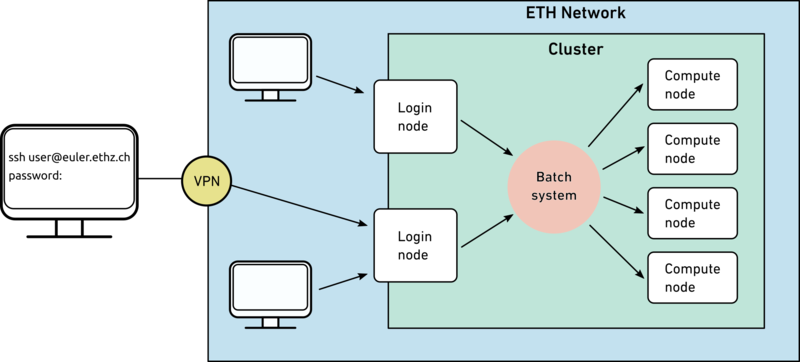 ETH Network
Cluster
ssh user@euler.ethz.ch
password:
VPN
Login
node
Login
node
Batch
system
Compute
node
Compute
node
Compute
node
Compute
node